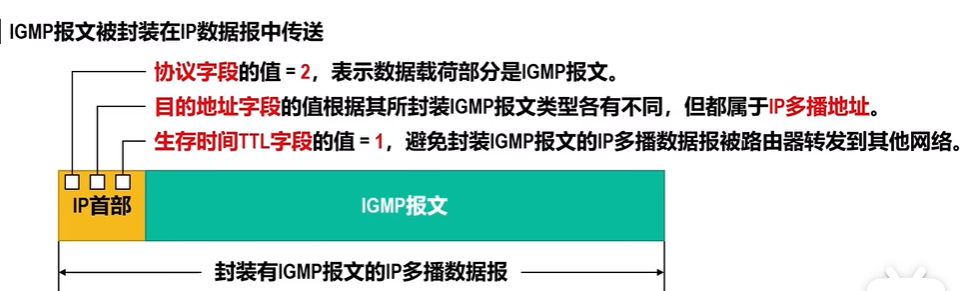 IGMP报文被封装在IP数据报中传送
协议字段的值 = 2，表示数据载荷部分是IGMP报文。
目的地址字段的值根据其所封装IGMP报文类型各有不同，但都属于IP多播地址。
生存时间TTL字段的值 = 1，避免封装IGMP报文的IP多播数据报被路由器转发到其他网络。
IP首部
IGMP报文
封装有IGMP报文的IP多播数据报